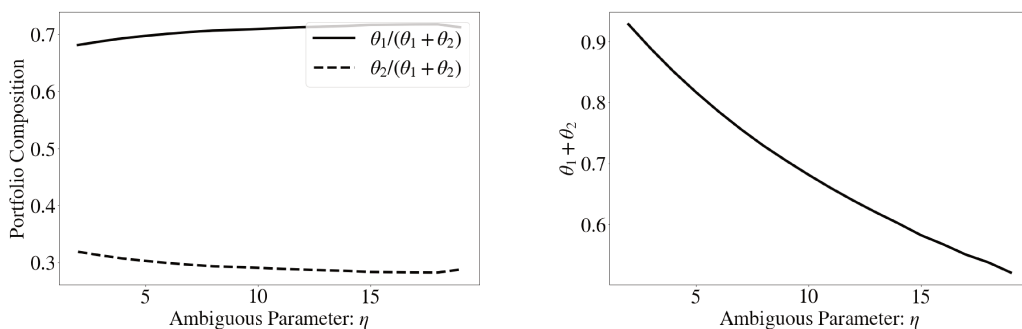 Portfolio Composition
0.7
0.6
0.5
0.4
0.3
θ₁/(θ₁ + θ₂)
θ₂/(θ₁ + θ₂)
5 10 15
Ambiguous Parameter: η
θ₁ + θ₂
0.9
0.8
0.7
0.6
5 10 15
Ambiguous Parameter: η